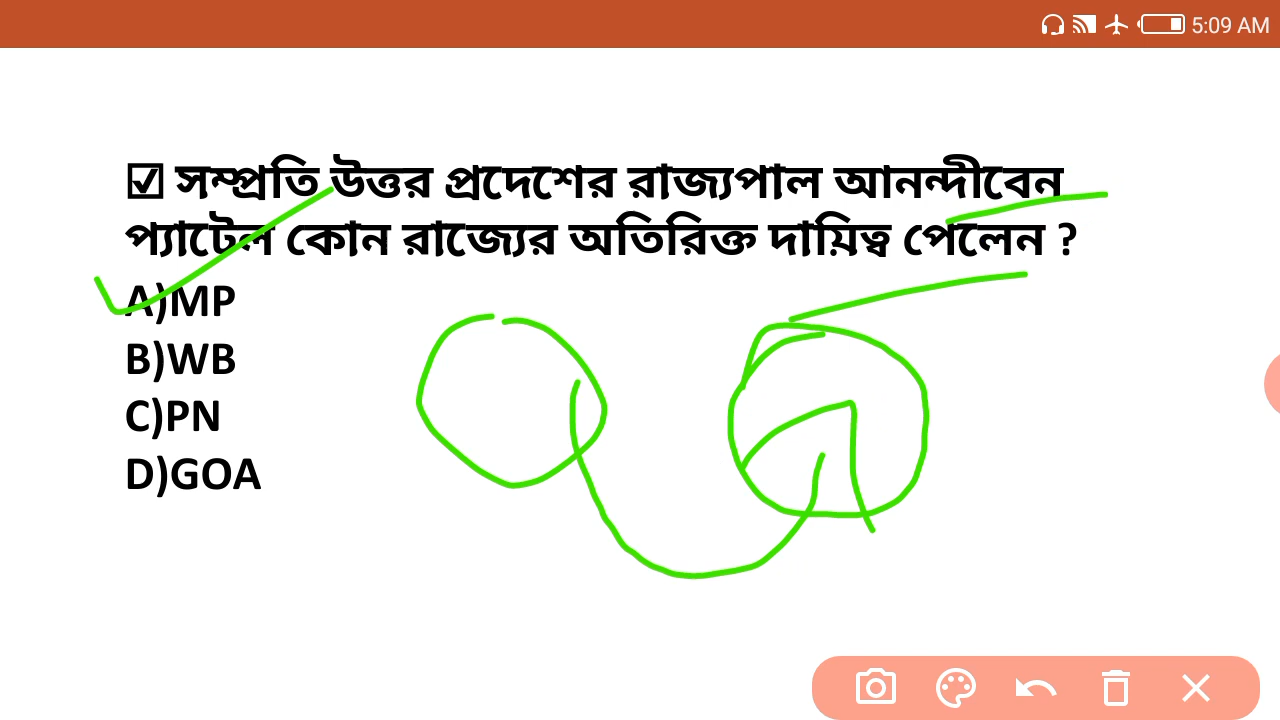 5:09 AM
☑ সম্প্রতি উত্তর প্রদেশের রাজ্যপাল আনন্দীবেন
প্যাটেল কোন রাজ্যের অতিরিক্ত দায়িত্ব পেলেন ?
A)MP
B)WB
C)PN
D)GOA